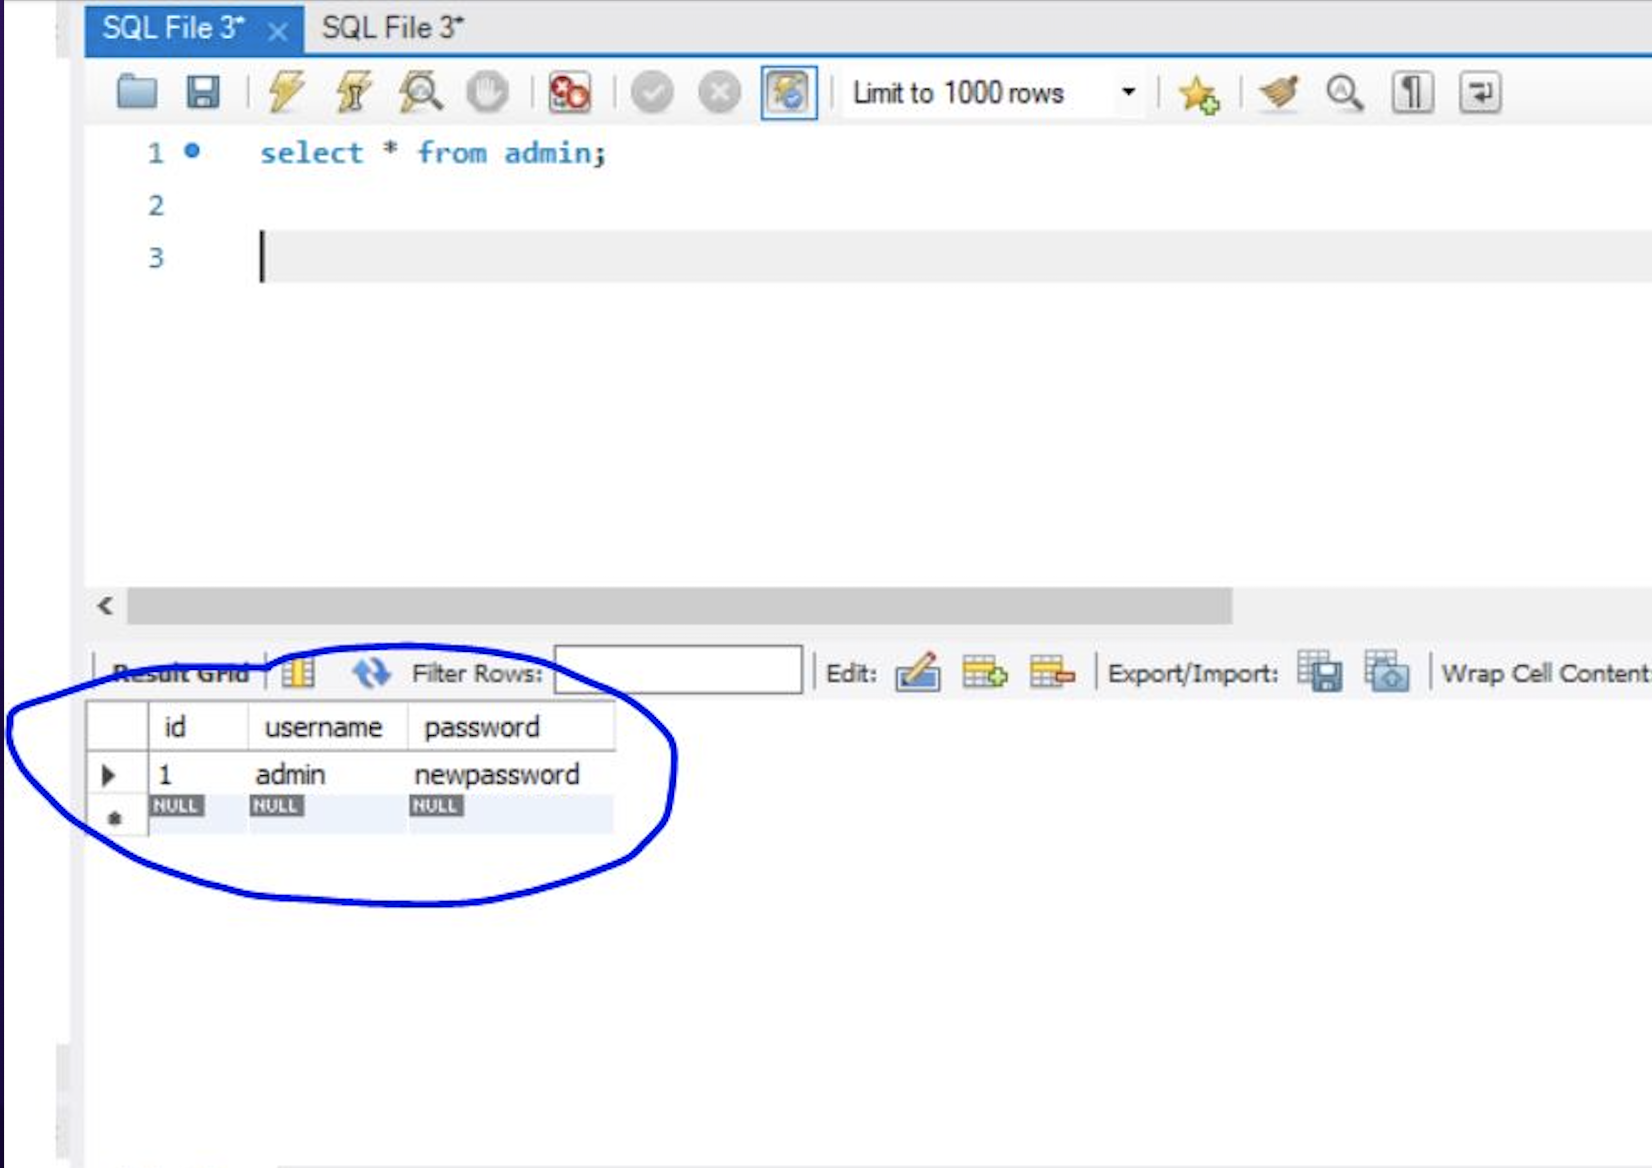 SQL File 3* SQL File 3*
Limit to 1000 rows
1 select * from admin;
2
3
Result Grid Filter Rows: Edit: Export/Import: Wrap Cell Content:
id username password
1 admin newpassword
NULL NULL NULL